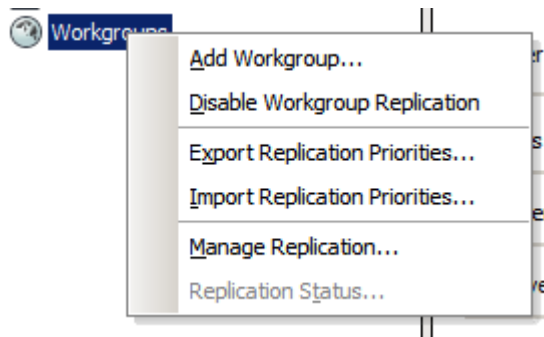 Workgroups
Add Workgroup...
Disable Workgroup Replication
Export Replication Priorities...
Import Replication Priorities...
Manage Replication...
Replication Status...